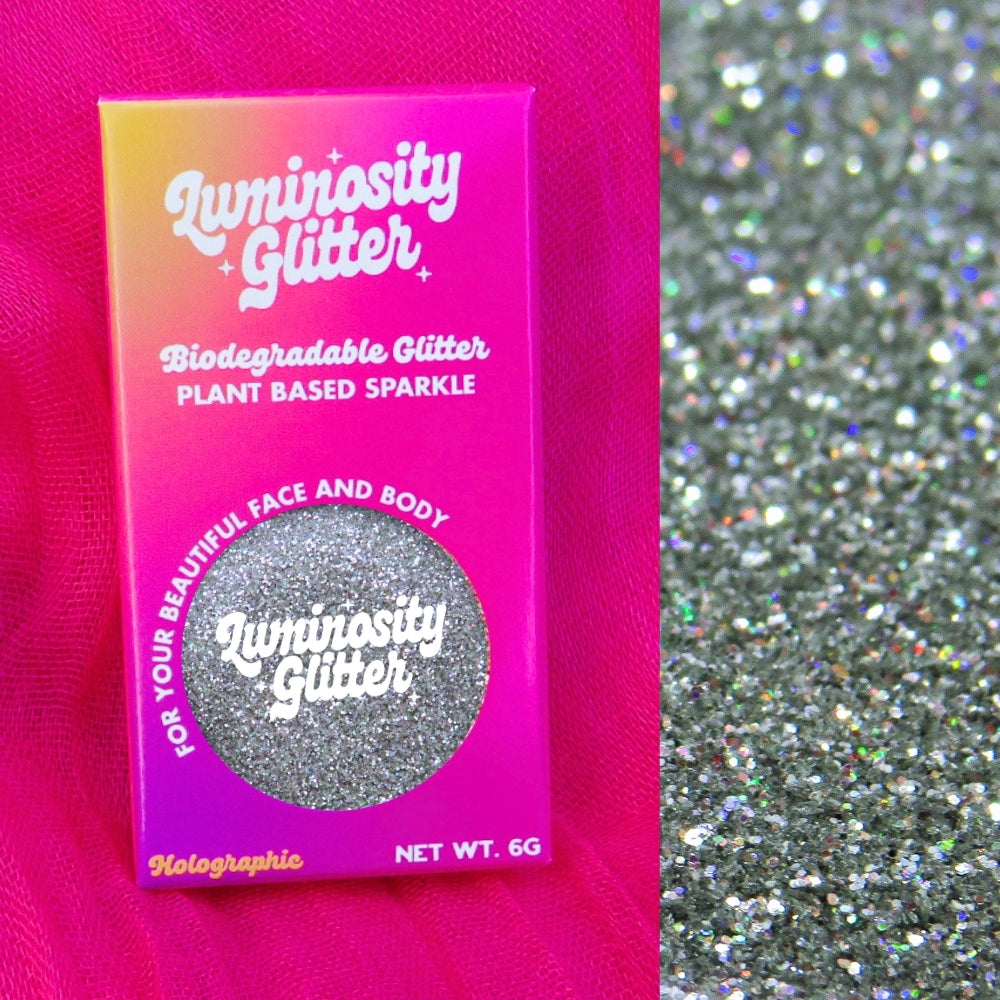 Luminosity
Glitter
Biodegradable Glitter
PLANT BASED SPARKLE
FOR YOUR BEAUTIFUL FACE AND BODY
Luminosity
Glitter
Holographic
NET WT. 6G